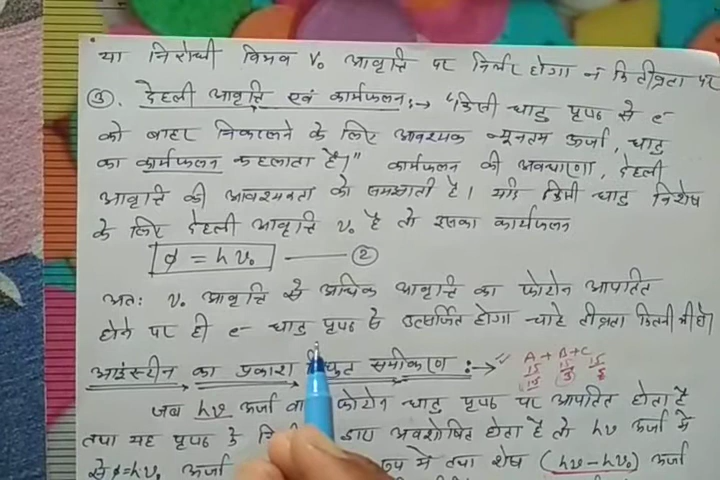 या निरोधी विभव V₀ आवृत्ति पर निर्भर होगा न कि तीव्रता पर
③. देहली आवृत्ति एवं कार्यफलन :→ "किसी धातु पृष्ठ से e⁻
को बाहर निकालने के लिए आवश्यक न्यूनतम ऊर्जा, धातु
का कार्यफलन कहलाता है।" कार्यफलन की अवधारणा, देहली
आवृत्ति की आवश्यकता को समझाती है। यदि किसी धातु विशेष
के लिए देहली आवृत्ति ν₀ है तो उसका कार्यफलन
ϕ = hν₀ —— ②
अतः ν₀ आवृत्ति से अधिक आवृत्ति का फोटोन आपतित
होने पर ही e⁻ धातु पृष्ठ से उत्सर्जित होगा चाहे तीव्रता कितनी भी हो।
आइंस्टीन का प्रकाश विद्युत समीकरण :→ A + B + C
जब hν ऊर्जा वा फोटोन धातु पृष्ठ पर आपतित होता है
तथा यह पृष्ठ के द्वारा अवशोषित होता है तो hν ऊर्जा में
से ϕ=hν₀ ऊर्जा रूप में तथा शेष (hν – hν₀) ऊर्जा